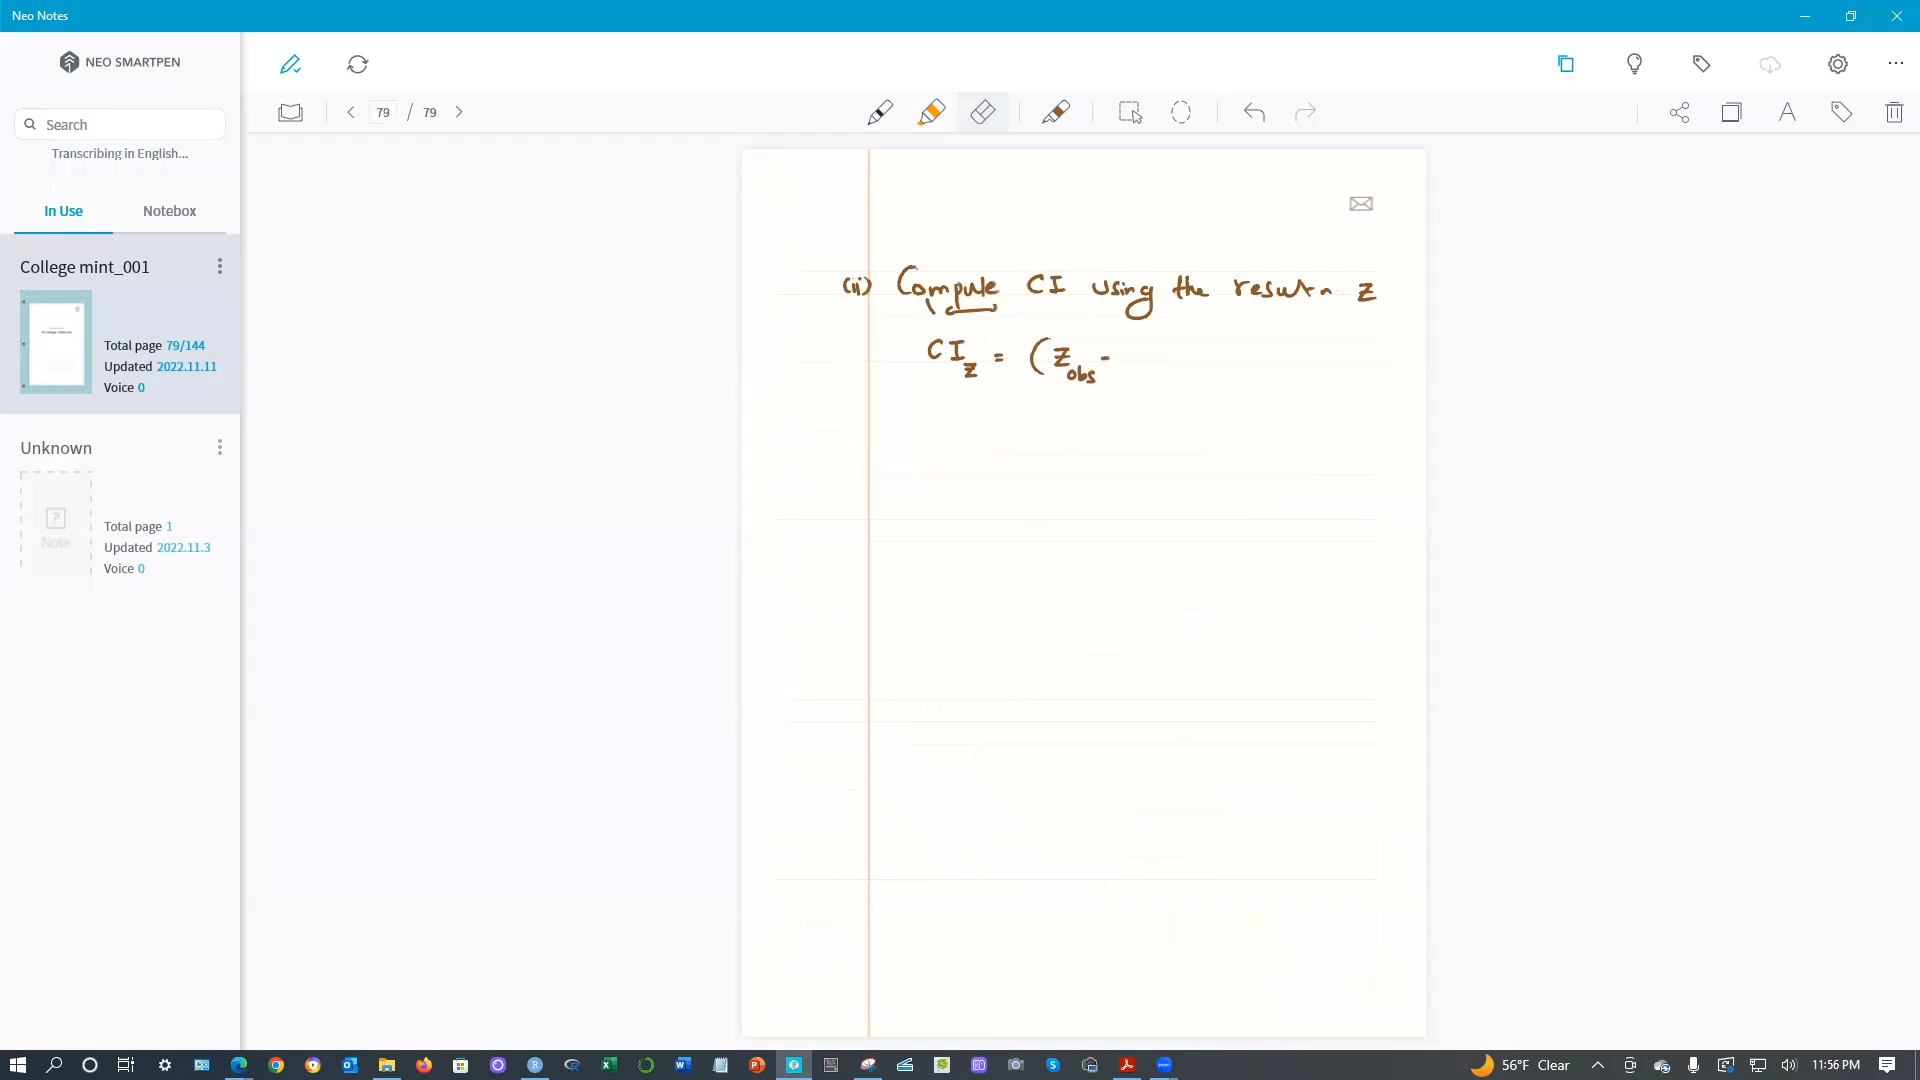 Neo Notes
NEO SMARTPEN
Search
Transcribing in English...
In Use
Notebox
College mint_001
Total page 79/144
Updated 2022.11.11
Voice 0
Unknown
Note
Total page 1
Updated 2022.11.3
Voice 0
79 / 79
(ii) Compute CI using the z
CI_z = (z_obs -
56°F Clear
11:56 PM